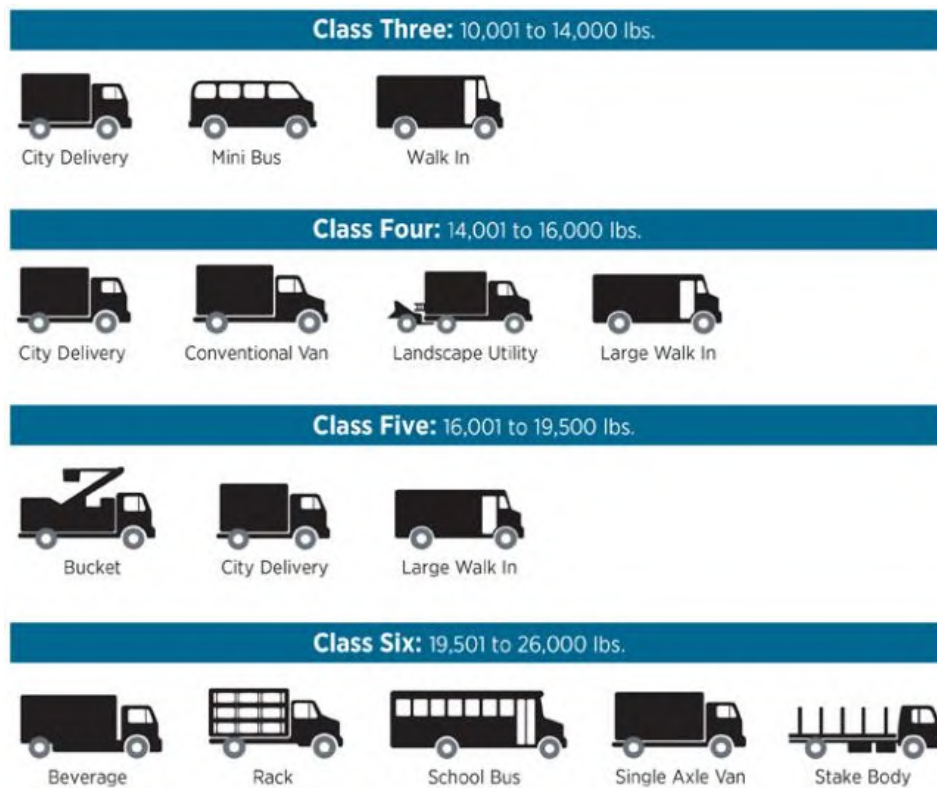 Class Three: 10,001 to 14,000 lbs.
City Delivery
Mini Bus
Walk In
Class Four: 14,001 to 16,000 lbs.
City Delivery
Conventional Van
Landscape Utility
Large Walk In
Class Five: 16,001 to 19,500 lbs.
Bucket
City Delivery
Large Walk In
Class Six: 19,501 to 26,000 lbs.
Beverage
Rack
School Bus
Single Axle Van
Stake Body